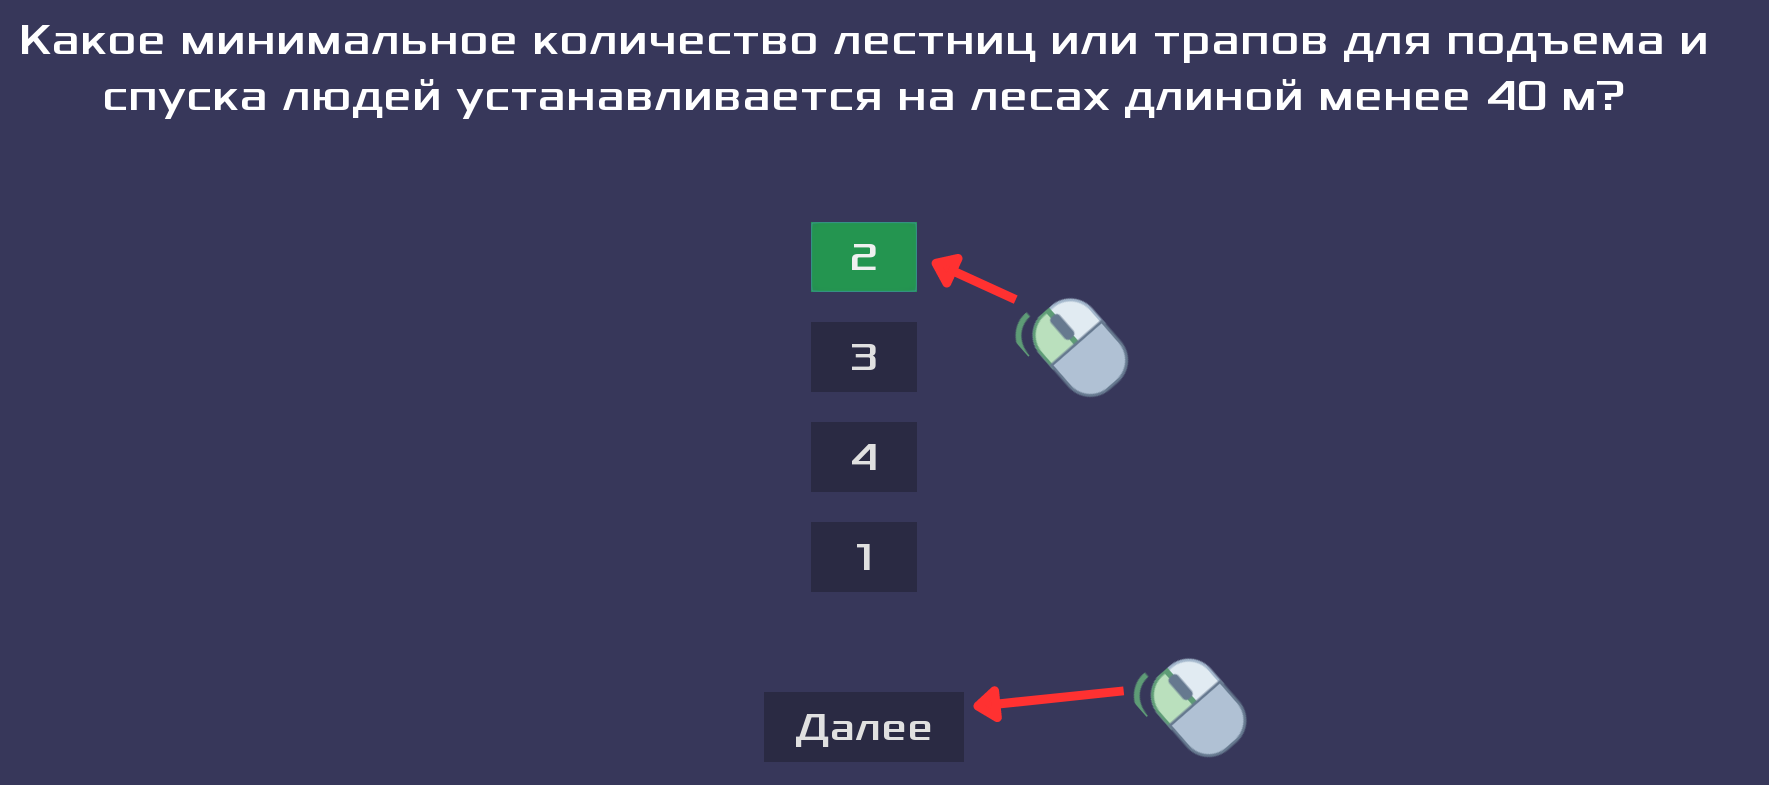 Какое минимальное количество лестниц или трапов для подъема и
спуска людей устанавливается на лесах длиной менее 40 м?
2
3
4
1
Далее